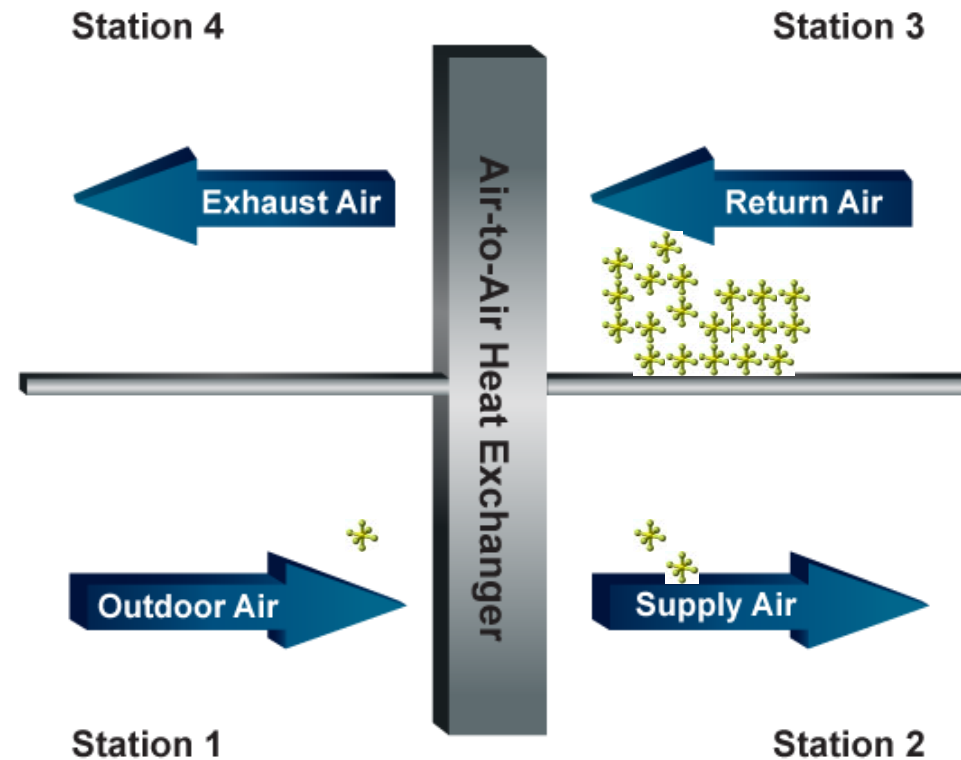 Station 4
Station 3
Exhaust Air
Return Air
Air-to-Air Heat Exchanger
Outdoor Air
Supply Air
Station 1
Station 2